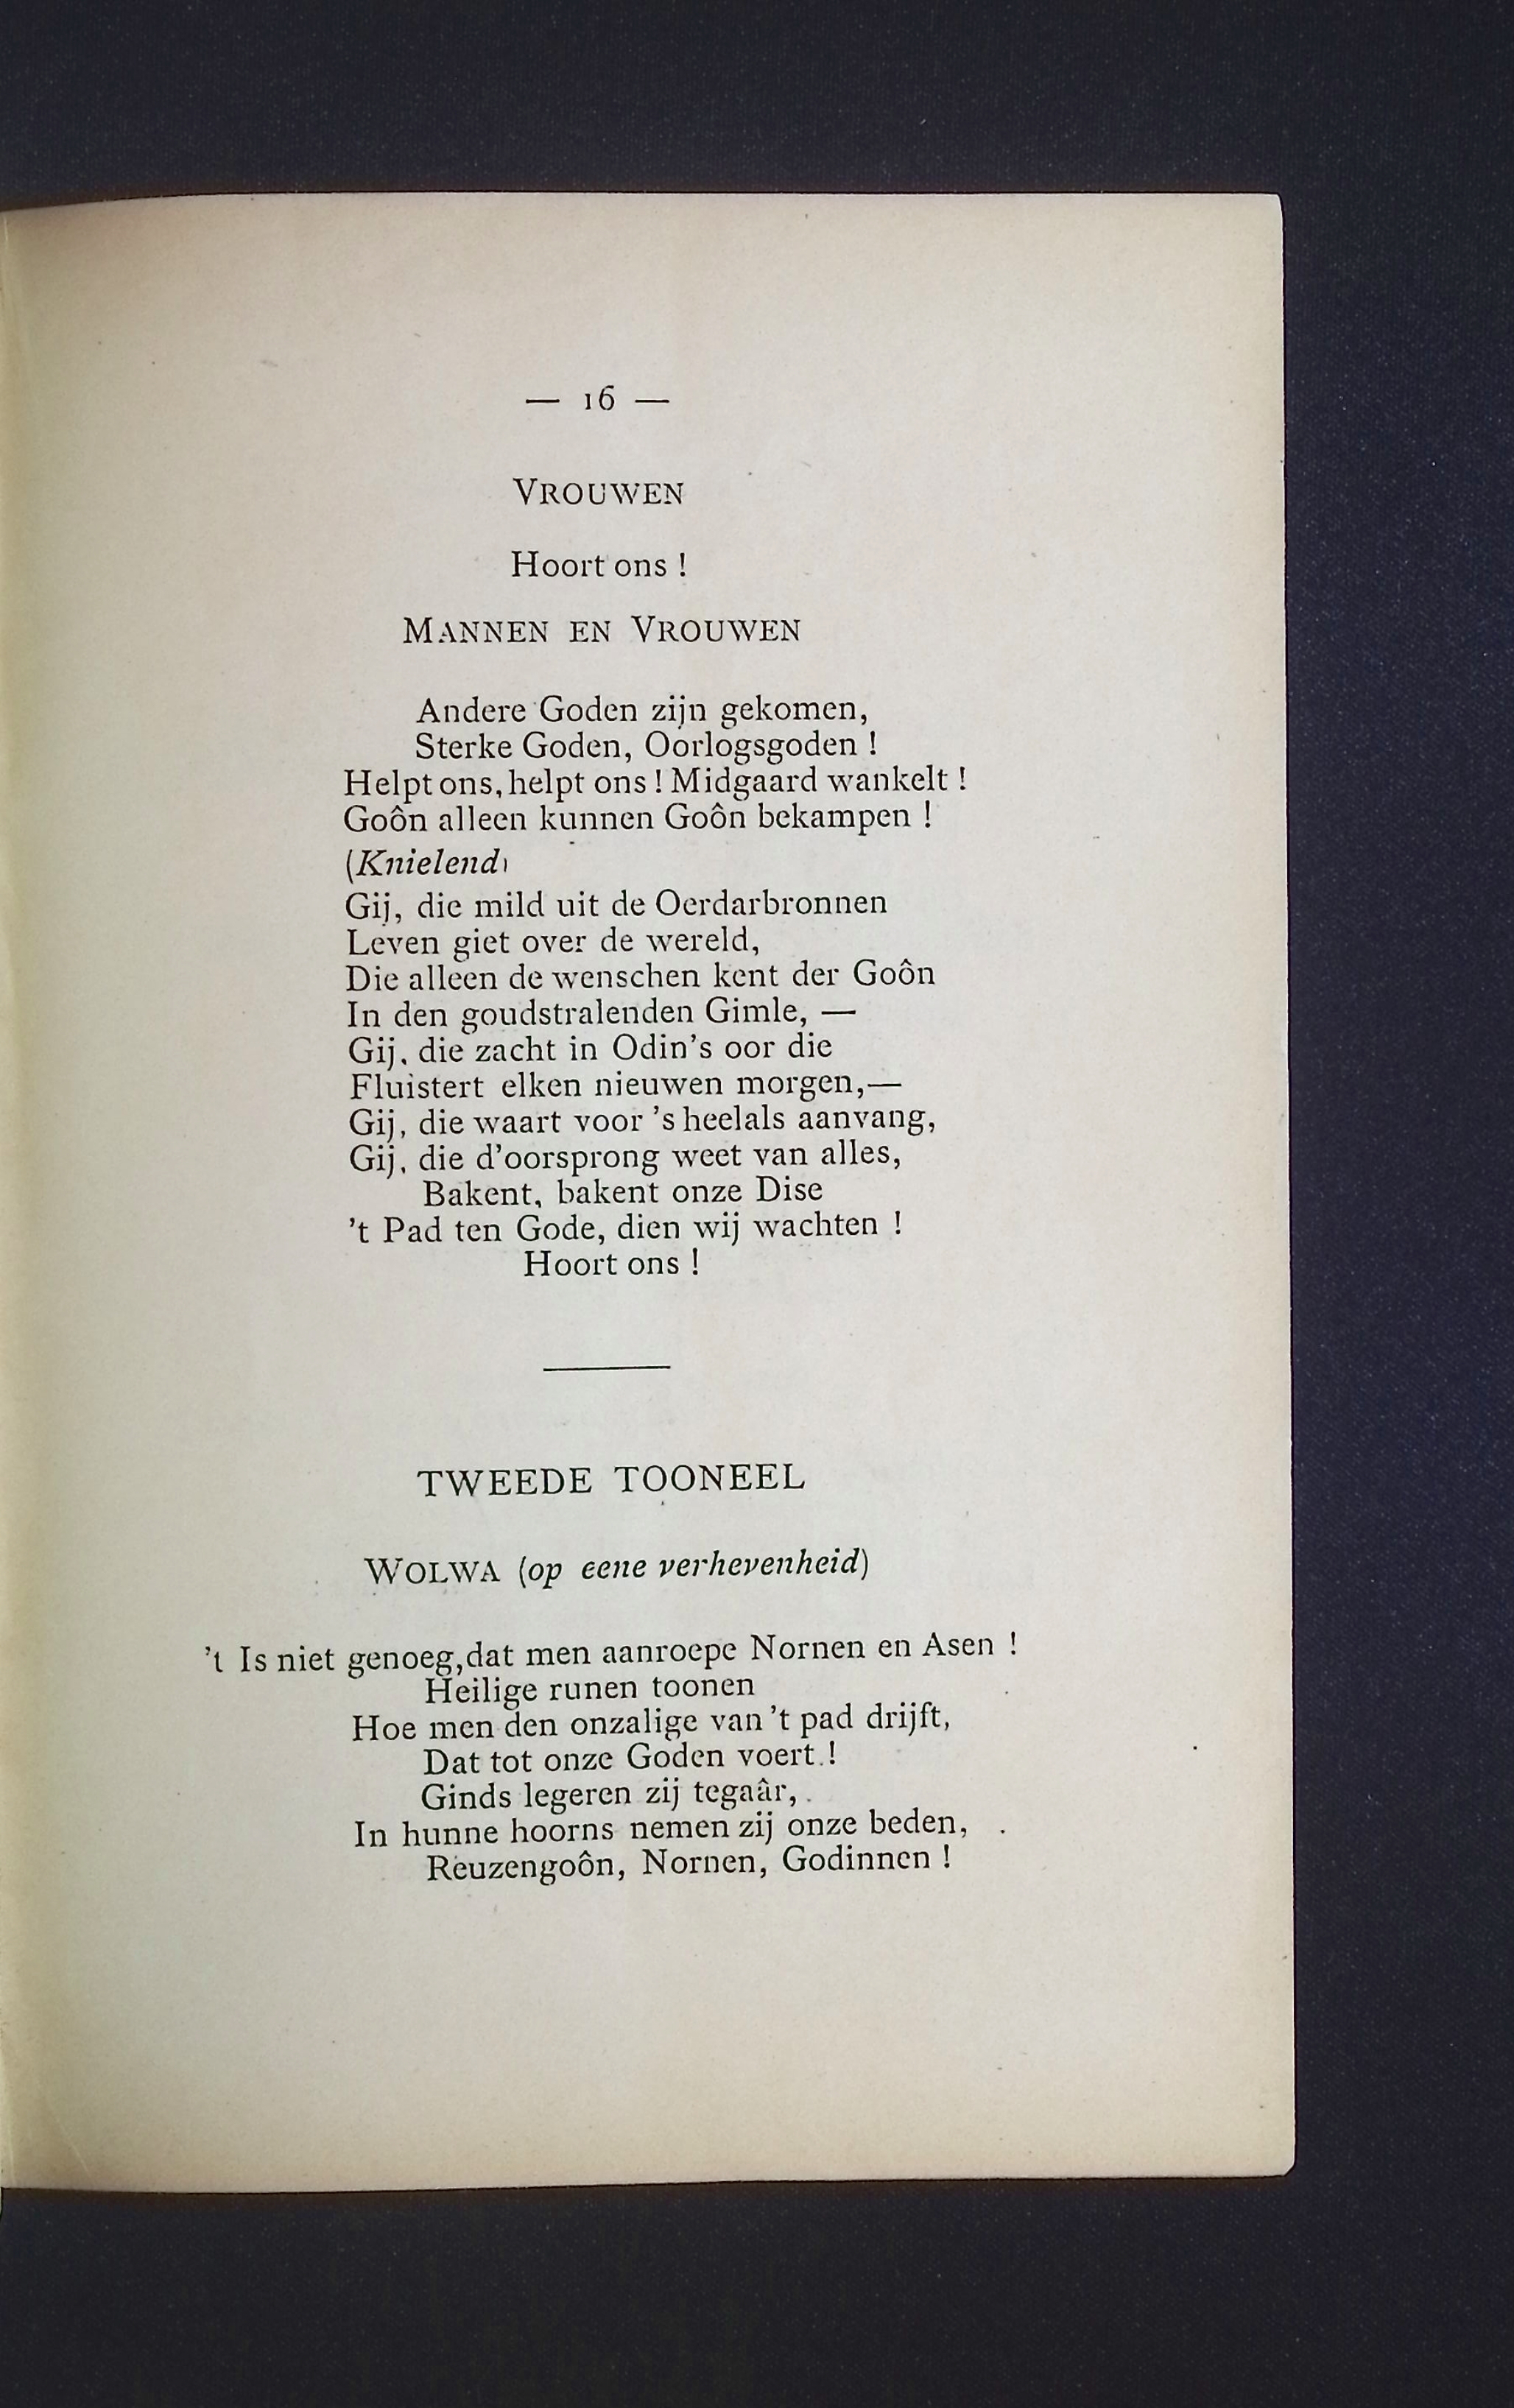 — 16 —
VROUWEN
Hoort ons !
MANNEN EN VROUWEN
Andere Goden zijn gekomen,
Sterke Goden, Oorlogsgoden !
Helpt ons, helpt ons ! Midgaard wankelt !
Goôn alleen kunnen Goôn bekampen !
(Knielend)
Gij, die mild uit de Oerdarbronnen
Leven giet over de wereld,
Die alleen de wenschen kent der Goôn
In den goudstralenden Gimle, —
Gij, die zacht in Odin's oor die
Fluistert elken nieuwen morgen,—
Gij, die waart voor 's heelals aanvang,
Gij, die d'oorsprong weet van alles,
Bakent, bakent onze Dise
't Pad ten Gode, dien wij wachten !
Hoort ons !
TWEEDE TOONEEL
WOLWA (op eene verhevenheid)
't Is niet genoeg, dat men aanroepe Nornen en Asen !
Heilige runen toonen
Hoe men den onzalige van 't pad drijft,
Dat tot onze Goden voert !
Ginds legeren zij tegaâr,
In hunne hoorns nemen zij onze beden,
Reuzengoôn, Nornen, Godinnen !